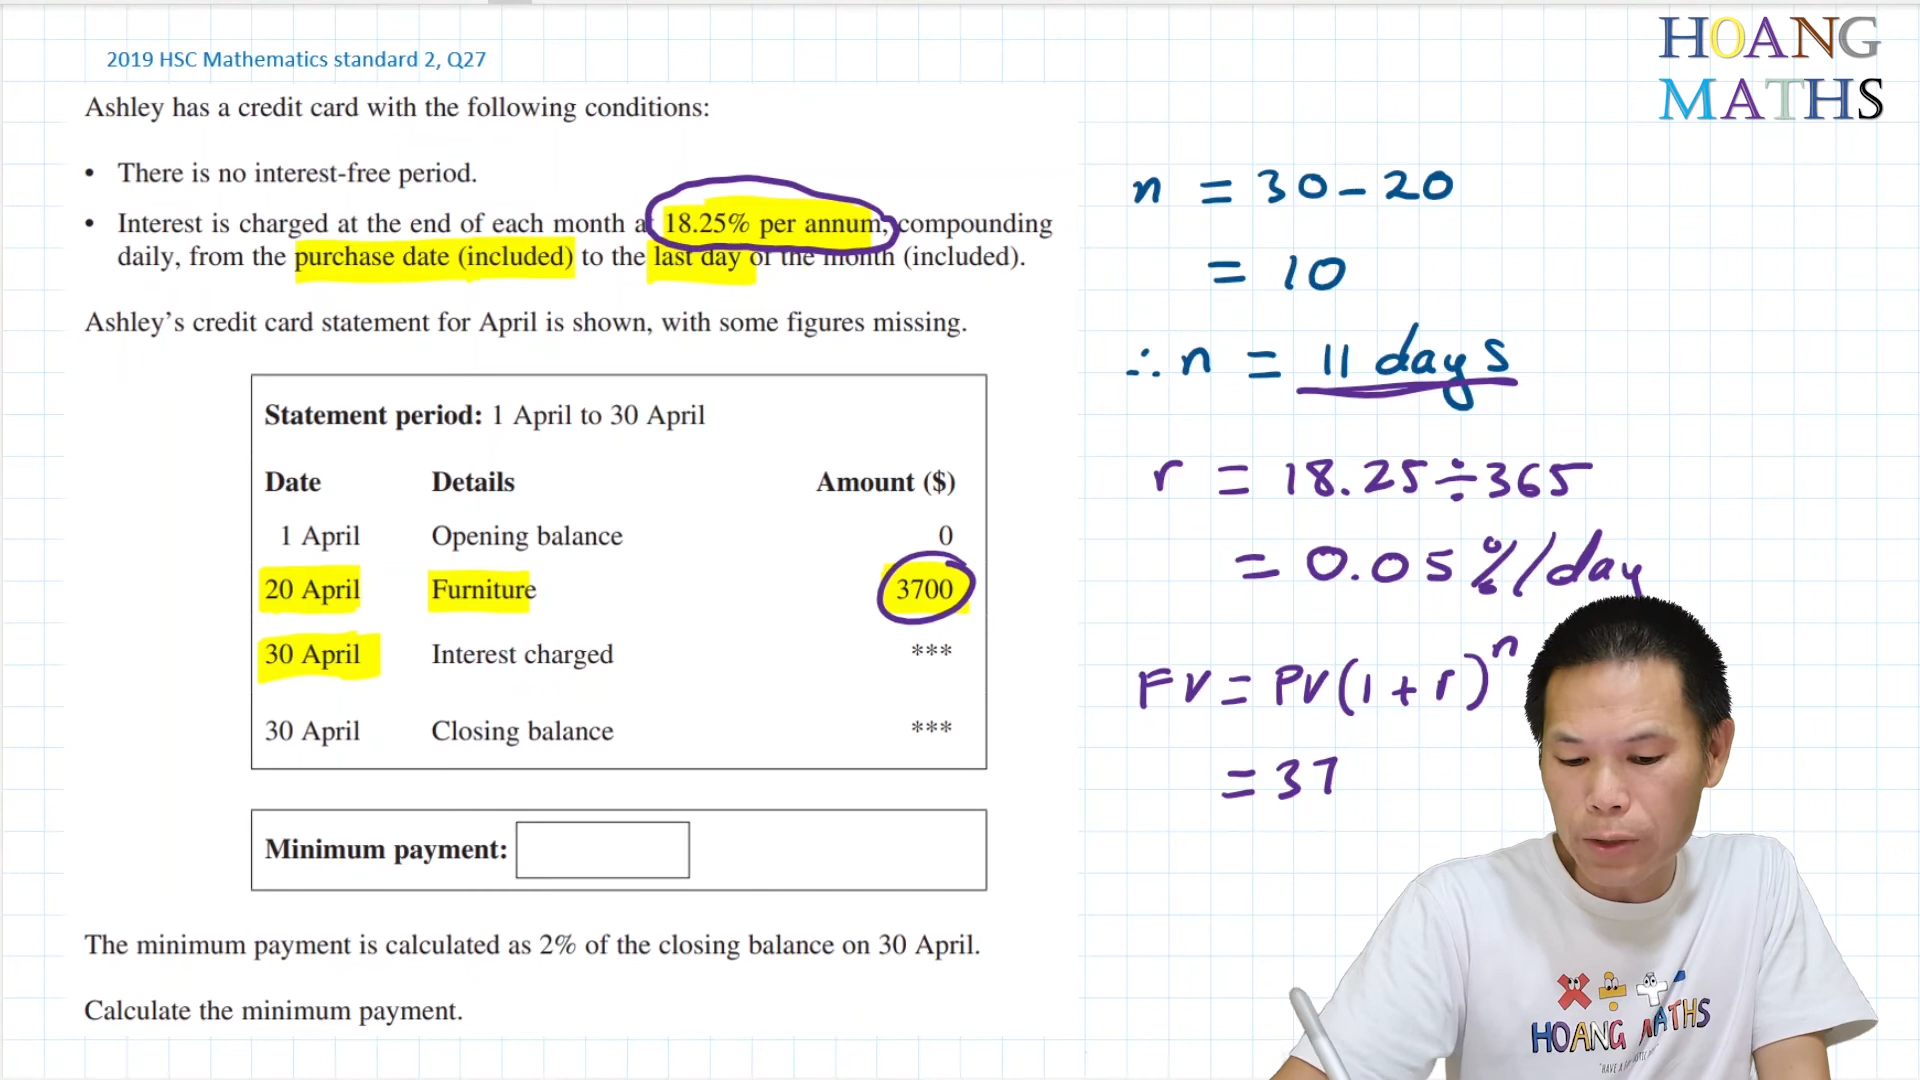 HOANG
MATHS
2019 HSC Mathematics standard 2, Q27
Ashley has a credit card with the following conditions:
• There is no interest-free period.
• Interest is charged at the end of each month at 18.25% per annum, compounding
daily, from the purchase date (included) to the last day of the month (included).
Ashley's credit card statement for April is shown, with some figures missing.
Statement period: 1 April to 30 April
Date Details Amount ($)
1 April Opening balance 0
20 April Furniture 3700
30 April Interest charged ***
30 April Closing balance ***
Minimum payment:
The minimum payment is calculated as 2% of the closing balance on 30 April.
Calculate the minimum payment.
n = 30 - 20
= 10
∴ n = 11 days
r = 18.25 ÷ 365
= 0.05 %/day
FV = PV(1 + r)^n
= 37
HOANG MATHS